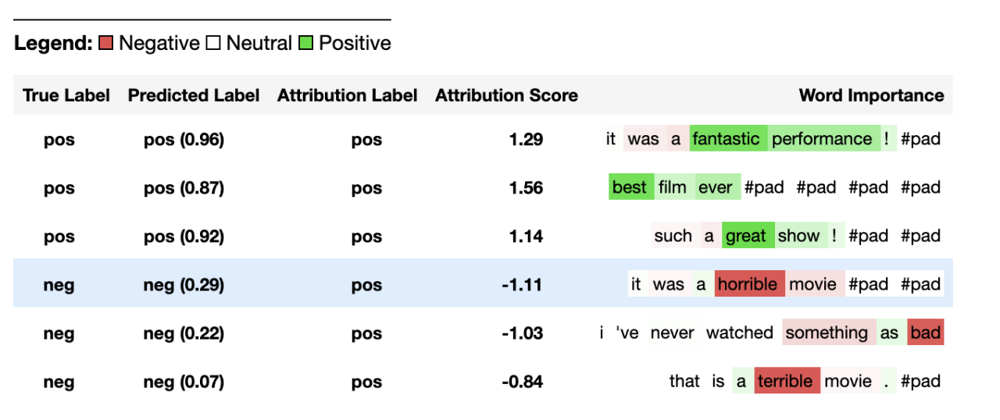 Legend: Negative Neutral Positive
True Label Predicted Label Attribution Label Attribution Score Word Importance
pos pos (0.96) pos 1.29 it was a fantastic performance ! #pad
pos pos (0.87) pos 1.56 best film ever #pad #pad #pad #pad
pos pos (0.92) pos 1.14 such a great show ! #pad #pad
neg neg (0.29) pos -1.11 it was a horrible movie #pad #pad
neg neg (0.22) pos -1.03 i 've never watched something as bad
neg neg (0.07) pos -0.84 that is a terrible movie . #pad